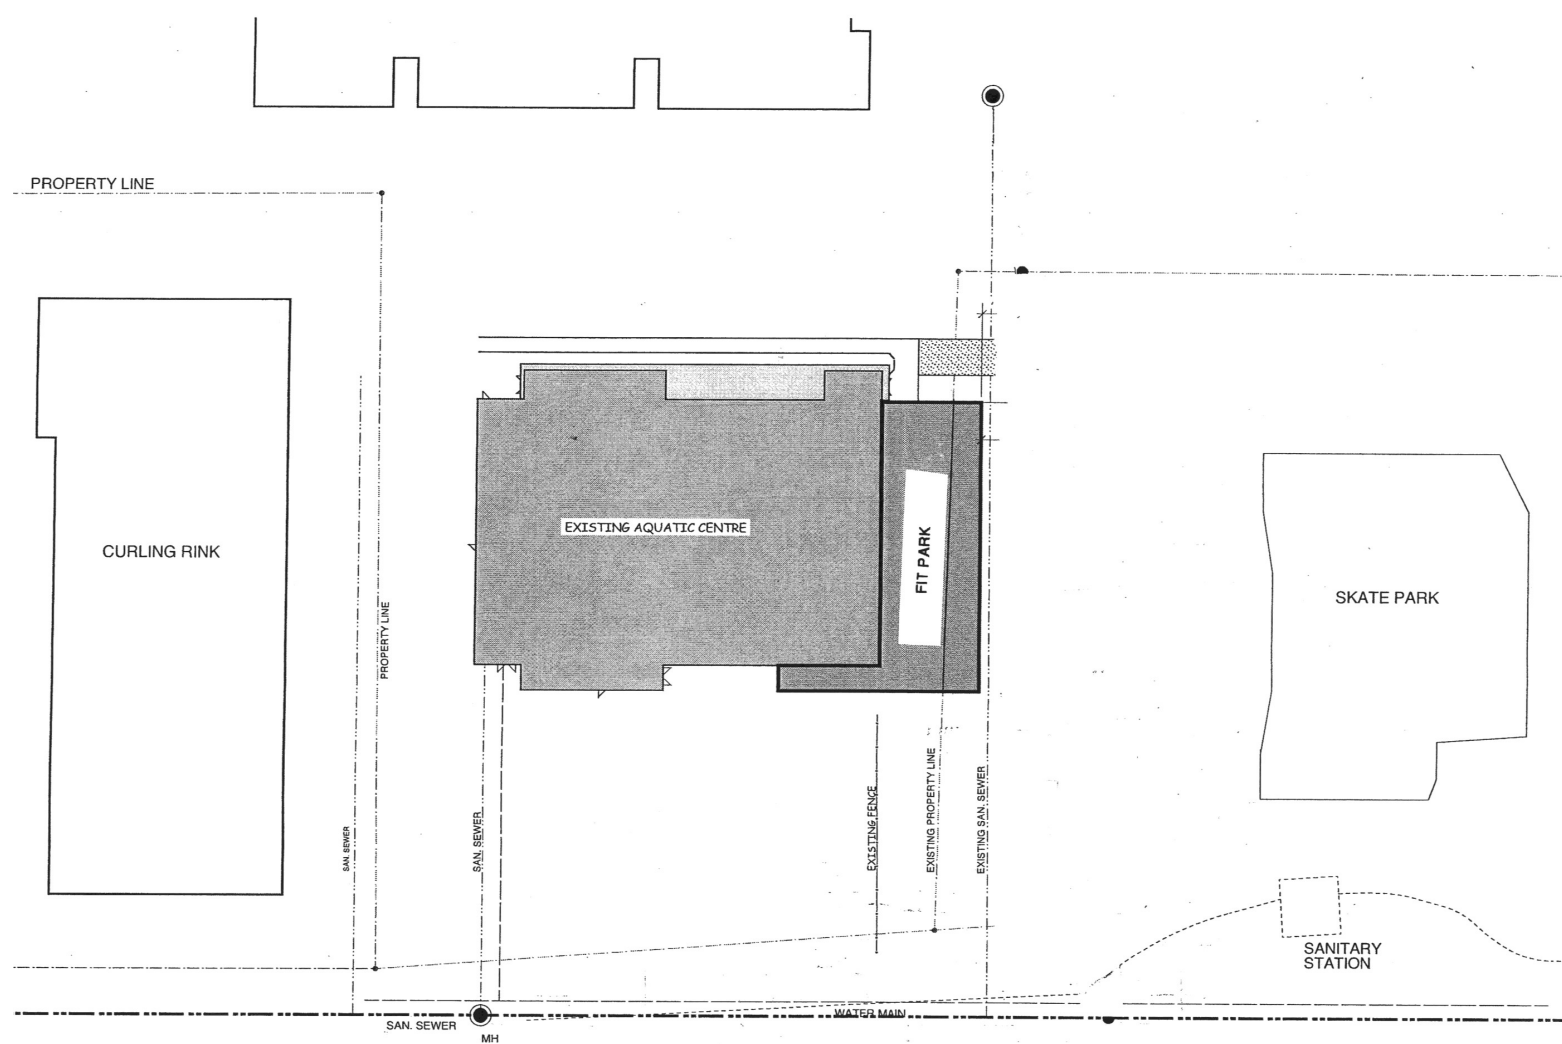 PROPERTY LINE
EXISTING AQUATIC CENTRE
CURLING RINK
FIT PARK
SKATE PARK
PROPERTY LINE
SAN. SEWER
SAN. SEWER
EXISTING FENCE
EXISTING PROPERTY LINE
EXISTING SAN. SEWER
SANITARY
STATION
WATER MAIN
SAN. SEWER
MH